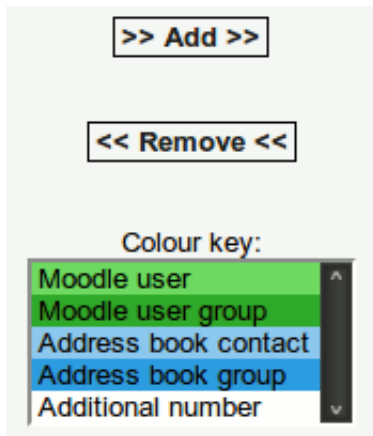 >> Add >>
<< Remove <<
Colour key:
Moodle user
Moodle user group
Address book contact
Address book group
Additional number